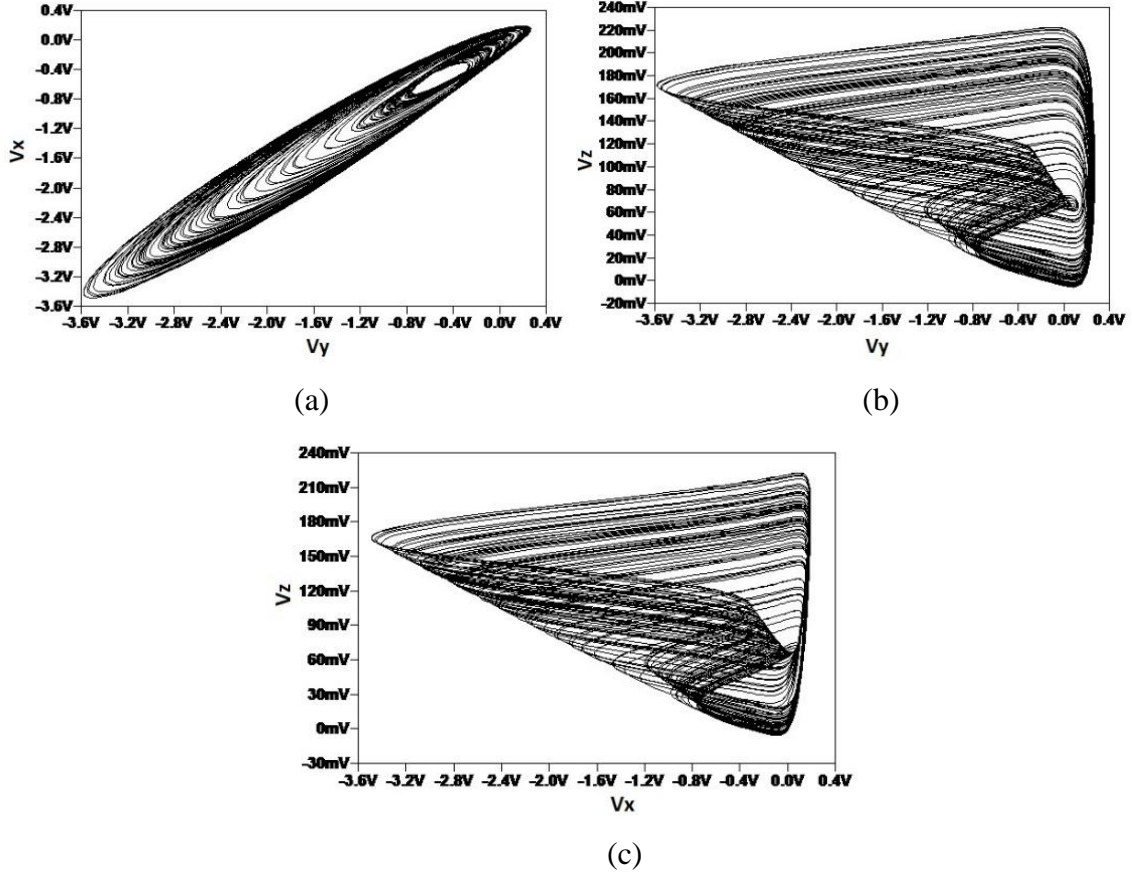 0.4V
0.0V
-0.4V
-0.8V
-1.2V
-1.6V
-2.0V
-2.4V
-2.8V
-3.2V
-3.6V
Vx
-3.6V -3.2V -2.8V -2.4V -2.0V -1.6V -1.2V -0.8V -0.4V 0.0V 0.4V
Vy
(a)
240mV
220mV
200mV
180mV
160mV
140mV
120mV
100mV
80mV
60mV
40mV
20mV
0mV
-20mV
Vz
-3.6V -3.2V -2.8V -2.4V -2.0V -1.6V -1.2V -0.8V -0.4V 0.0V 0.4V
Vy
(b)
240mV
210mV
180mV
150mV
120mV
90mV
60mV
30mV
0mV
-30mV
Vz
-3.6V -3.2V -2.8V -2.4V -2.0V -1.6V -1.2V -0.8V -0.4V 0.0V 0.4V
Vx
(c)